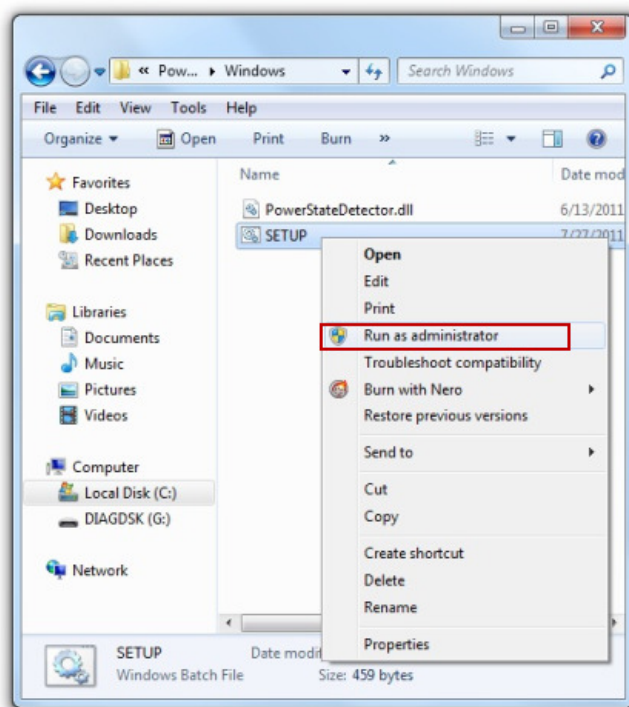 « Pow... ▸ Windows
Search Windows
File Edit View Tools Help
Organize Open Print Burn »
Name Date mod
Favorites
Desktop
Downloads
Recent Places
Libraries
Documents
Music
Pictures
Videos
Computer
Local Disk (C:)
DIAGDSK (G:)
Network
PowerStateDetector.dll 6/13/2011
SETUP 7/27/2011
Open
Edit
Print
Run as administrator
Troubleshoot compatibility
Burn with Nero
Restore previous versions
Send to
Cut
Copy
Create shortcut
Delete
Rename
Properties
SETUP Date modif
Windows Batch File Size: 459 bytes